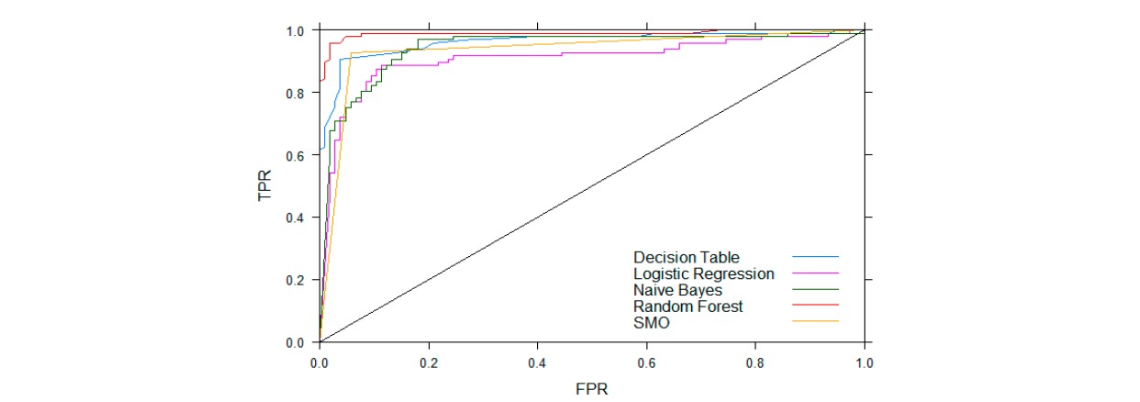 1.0
0.8
0.6
0.4
0.2
0.0
TPR
Decision Table
Logistic Regression
Naive Bayes
Random Forest
SMO
0.0 0.2 0.4 0.6 0.8 1.0
FPR